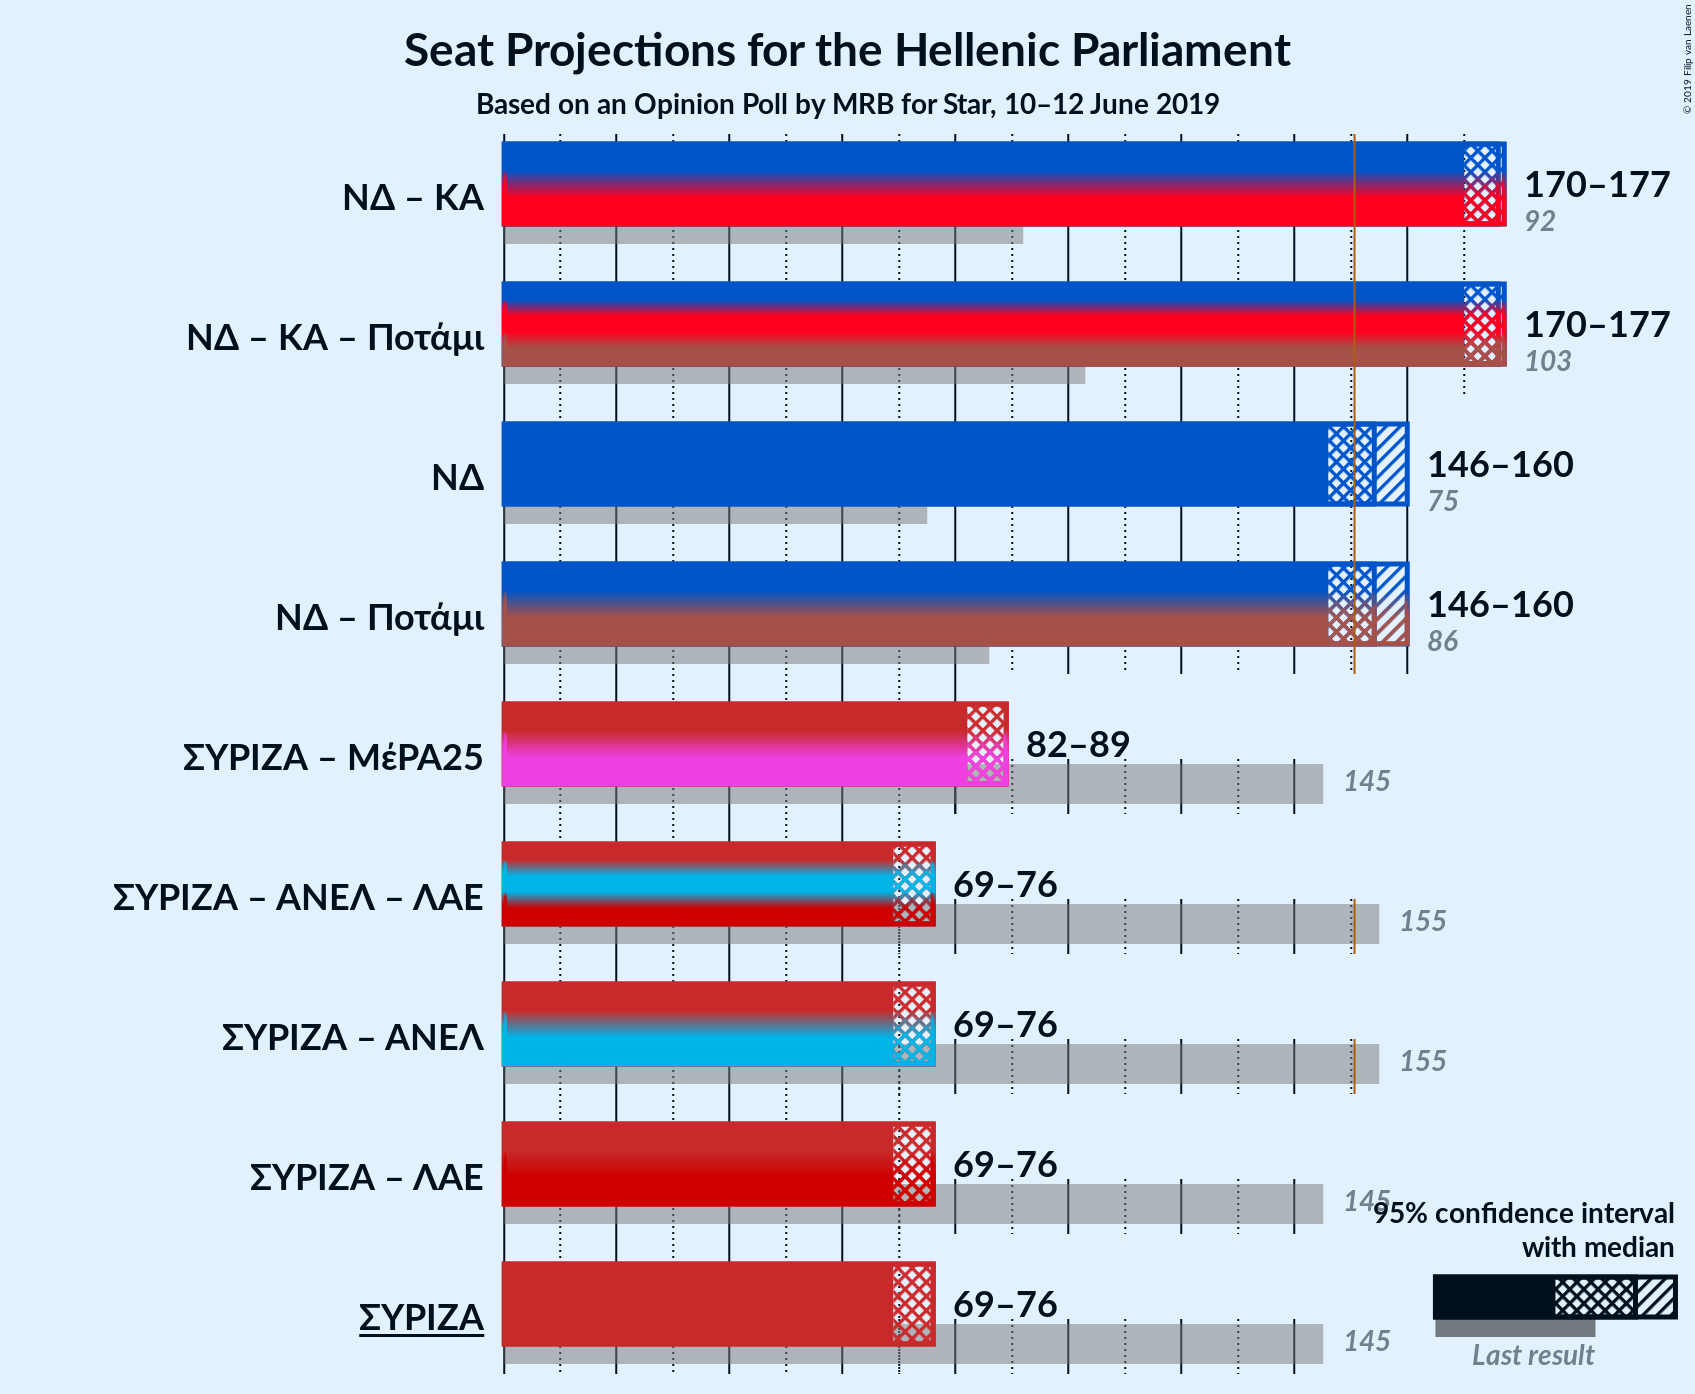 Seat Projections for the Hellenic Parliament
Based on an Opinion Poll by MRB for Star, 10–12 June 2019
© 2019 Filip van Laenen
ΝΔ – ΚΑ
170–177
92
ΝΔ – ΚΑ – Ποτάμι
170–177
103
ΝΔ
146–160
75
ΝΔ – Ποτάμι
146–160
86
ΣΥΡΙΖΑ – ΜέΡΑ25
82–89
145
ΣΥΡΙΖΑ – ΑΝΕΛ – ΛΑΕ
69–76
155
ΣΥΡΙΖΑ – ΑΝΕΛ
69–76
155
ΣΥΡΙΖΑ – ΛΑΕ
69–76
145
ΣΥΡΙΖΑ
69–76
145
95% confidence interval
with median
Last result